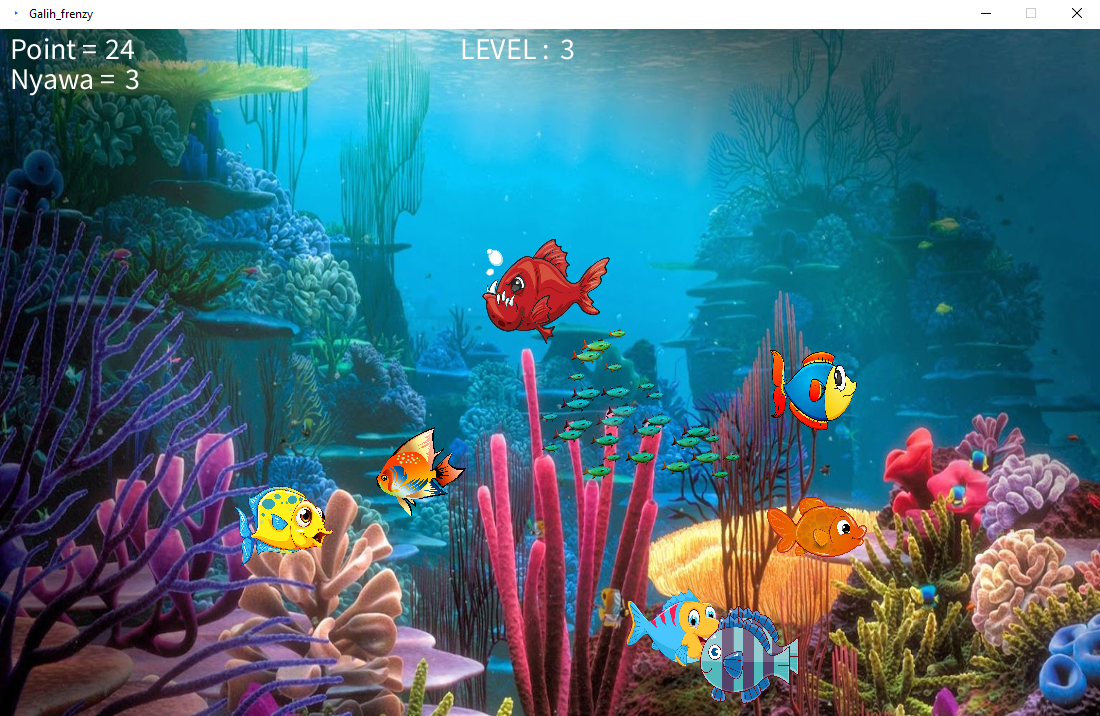 Galih_frenzy
Point = 24
LEVEL : 3
Nyawa = 3